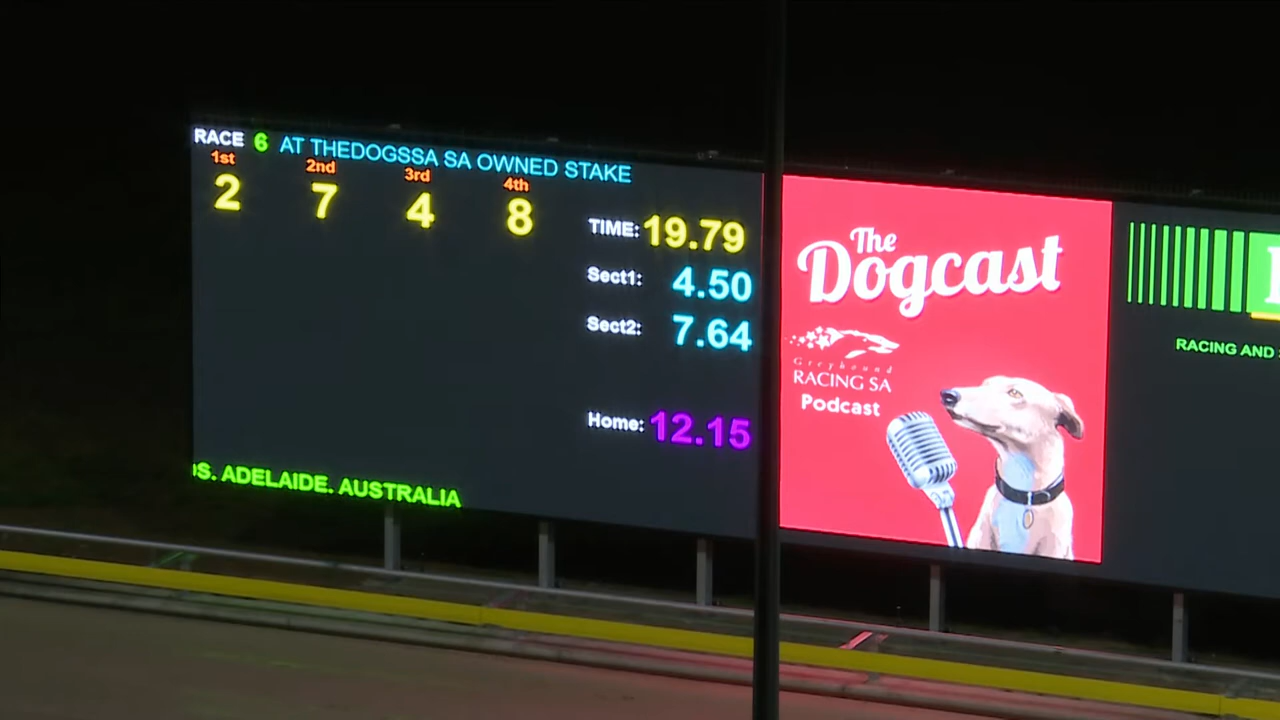 RACE 6 AT THEDOGSSA SA OWNED STAKE
1st 2nd 3rd 4th
2 7 4 8
TIME: 19.79
Sect1: 4.50
Sect2: 7.64
Home: 12.15
S. ADELAIDE. AUSTRALIA
The
Dogcast
Greyhound
RACING SA
Podcast
RACING AND